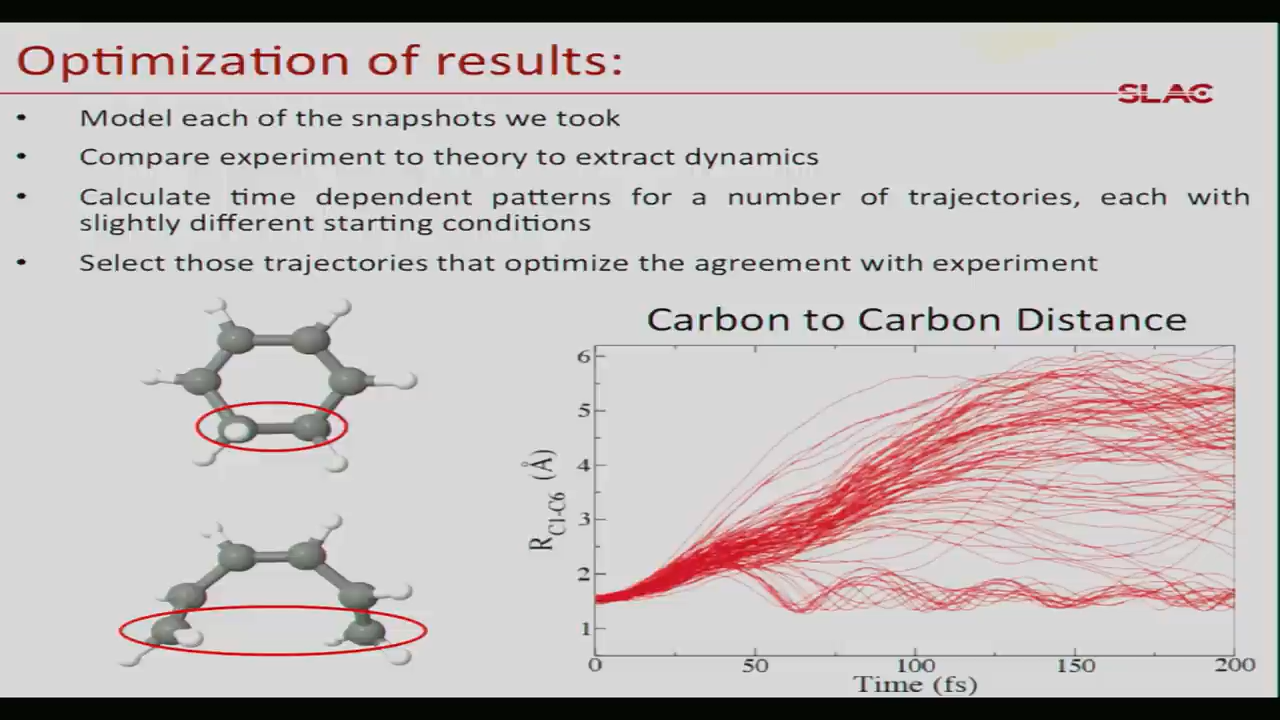 Optimization of results:
SLAC
• Model each of the snapshots we took
• Compare experiment to theory to extract dynamics
• Calculate time dependent patterns for a number of trajectories, each with
slightly different starting conditions
• Select those trajectories that optimize the agreement with experiment
Carbon to Carbon Distance
6
5
4
3
2
1
R_C1-C6 (Å)
0 50 100 150 200
Time (fs)